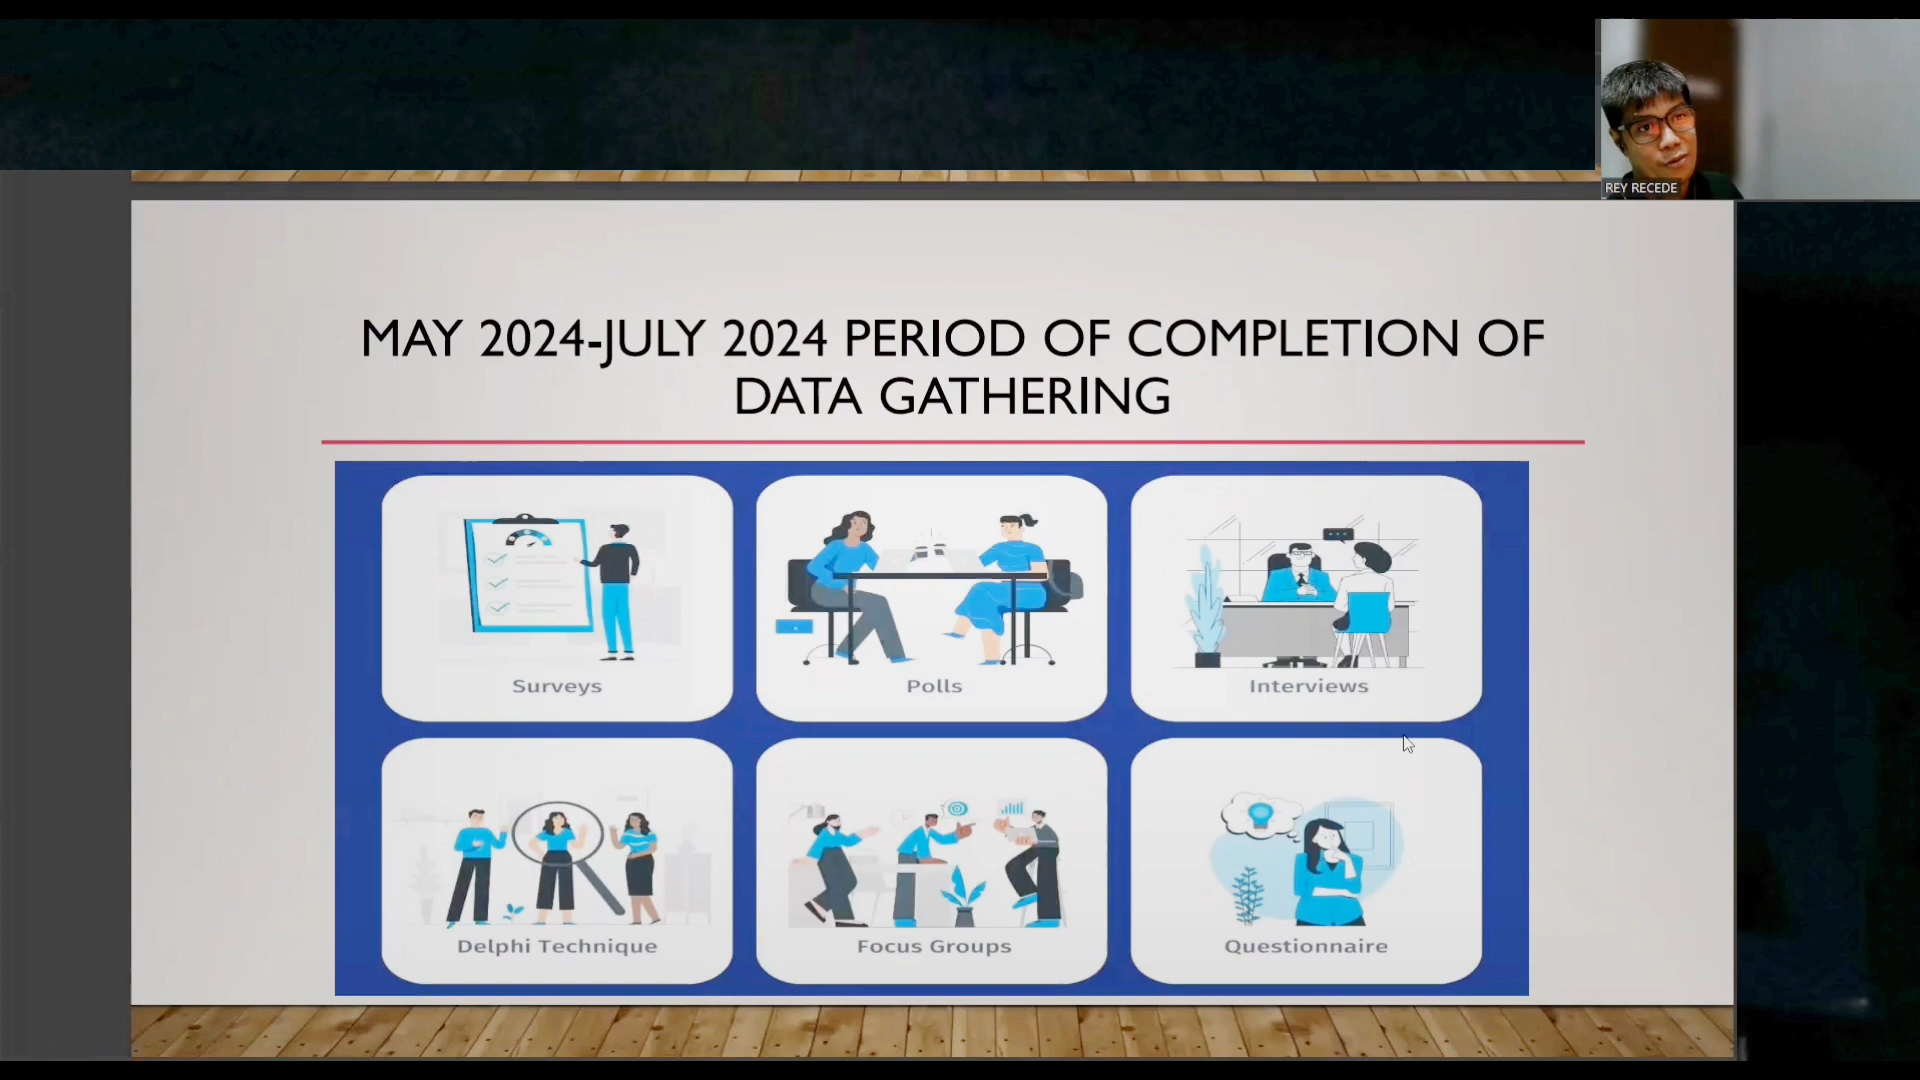 REY RECEDE
MAY 2024-JULY 2024 PERIOD OF COMPLETION OF
DATA GATHERING
Surveys
Polls
Interviews
Delphi Technique
Focus Groups
Questionnaire